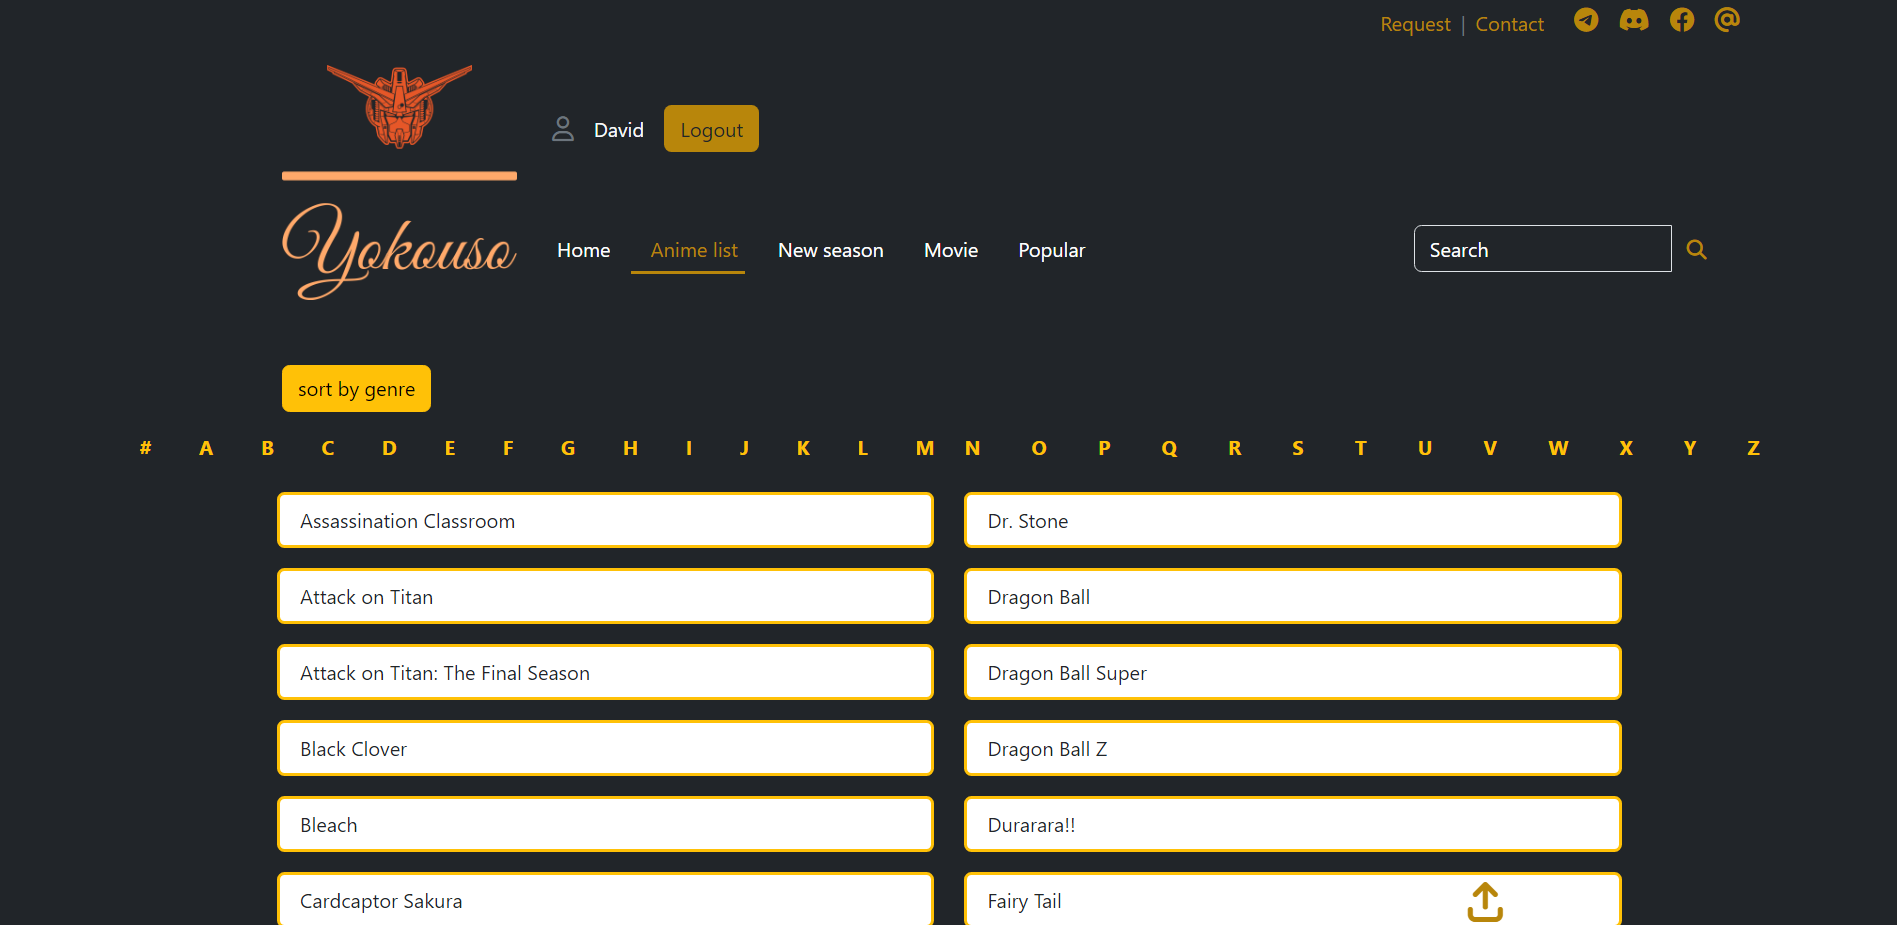 Request | Contact
David Logout
Yokouso
Home Anime list New season Movie Popular Search
sort by genre
# A B C D E F G H I J K L M N O P Q R S T U V W X Y Z
Assassination Classroom
Dr. Stone
Attack on Titan
Dragon Ball
Attack on Titan: The Final Season
Dragon Ball Super
Black Clover
Dragon Ball Z
Bleach
Durarara!!
Cardcaptor Sakura
Fairy Tail